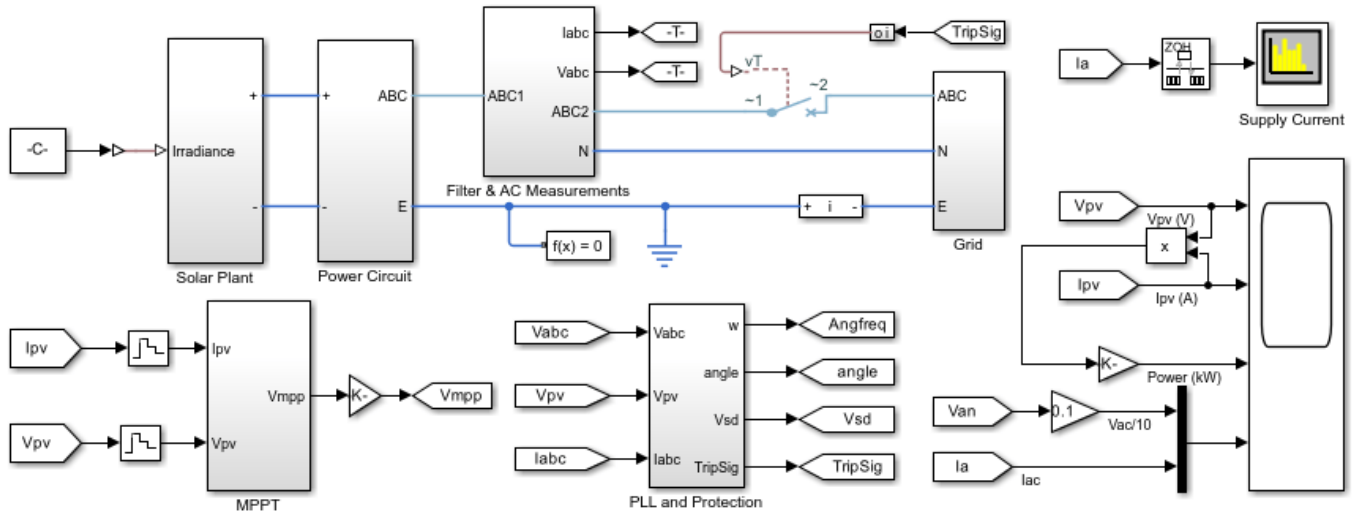 Iabc
-T-
Vabc
-T-
ABC1
ABC2
N
Filter & AC Measurements
+
+
ABC
-C-
Irradiance
-
-
E
Solar Plant
Power Circuit
f(x) = 0
vT
~1
~2
o i
TripSig
ABC
N
+ i -
E
Grid
Ia
ZOH
Supply Current
Vpv
Vpv (V)
x
Ipv
Ipv (A)
K-
Power (kW)
Van
0.1
Vac/10
Ia
Iac
Ipv
Ipv
Vmpp
K-
Vmpp
Vpv
Vpv
MPPT
Vabc
Vabc
w
Angfreq
angle
angle
Vpv
Vpv
Vsd
Vsd
Iabc
Iabc
TripSig
TripSig
PLL and Protection